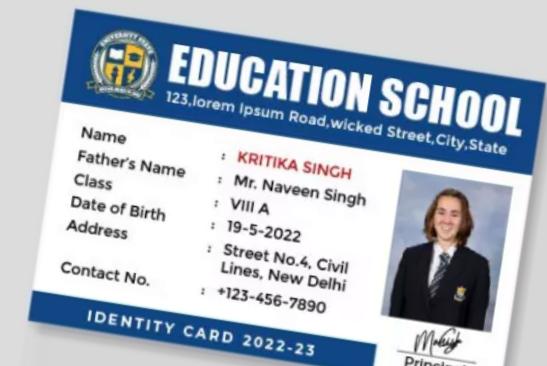 EDUCATION SCHOOL
123,lorem Ipsum Road,wicked Street,City,State
Name : KRITIKA SINGH
Father's Name : Mr. Naveen Singh
Class : VIII A
Date of Birth : 19-5-2022
Address : Street No.4, Civil
Lines, New Delhi
Contact No. : +123-456-7890
IDENTITY CARD 2022-23